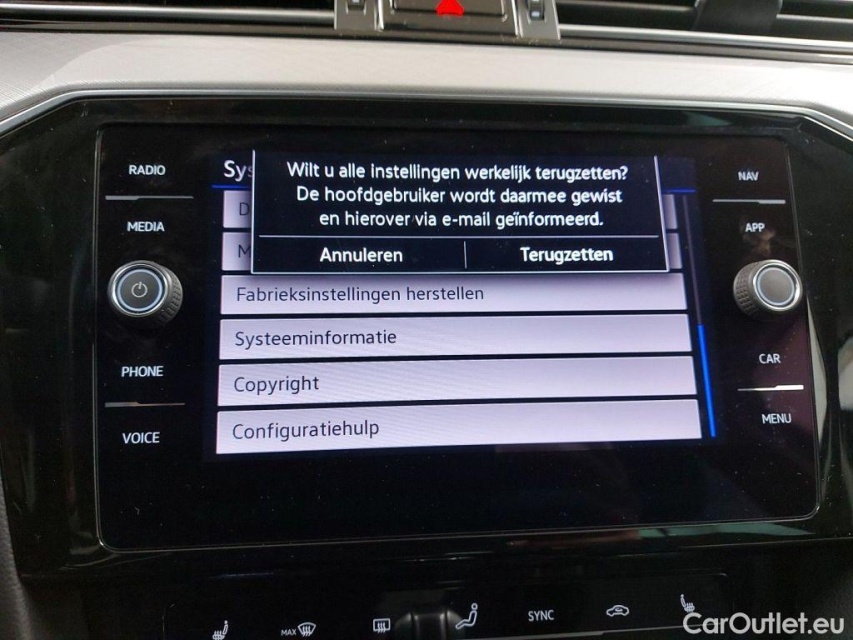 RADIO
MEDIA
PHONE
VOICE
Sys
Wilt u alle instellingen werkelijk terugzetten?
De hoofdgebruiker wordt daarmee gewist
en hierover via e-mail geïnformeerd.
Annuleren Terugzetten
D
M
Fabrieksinstellingen herstellen
Systeeminformatie
Copyright
Configuratiehulp
NAV
APP
CAR
MENU
MAX
SYNC
CarOutlet.eu